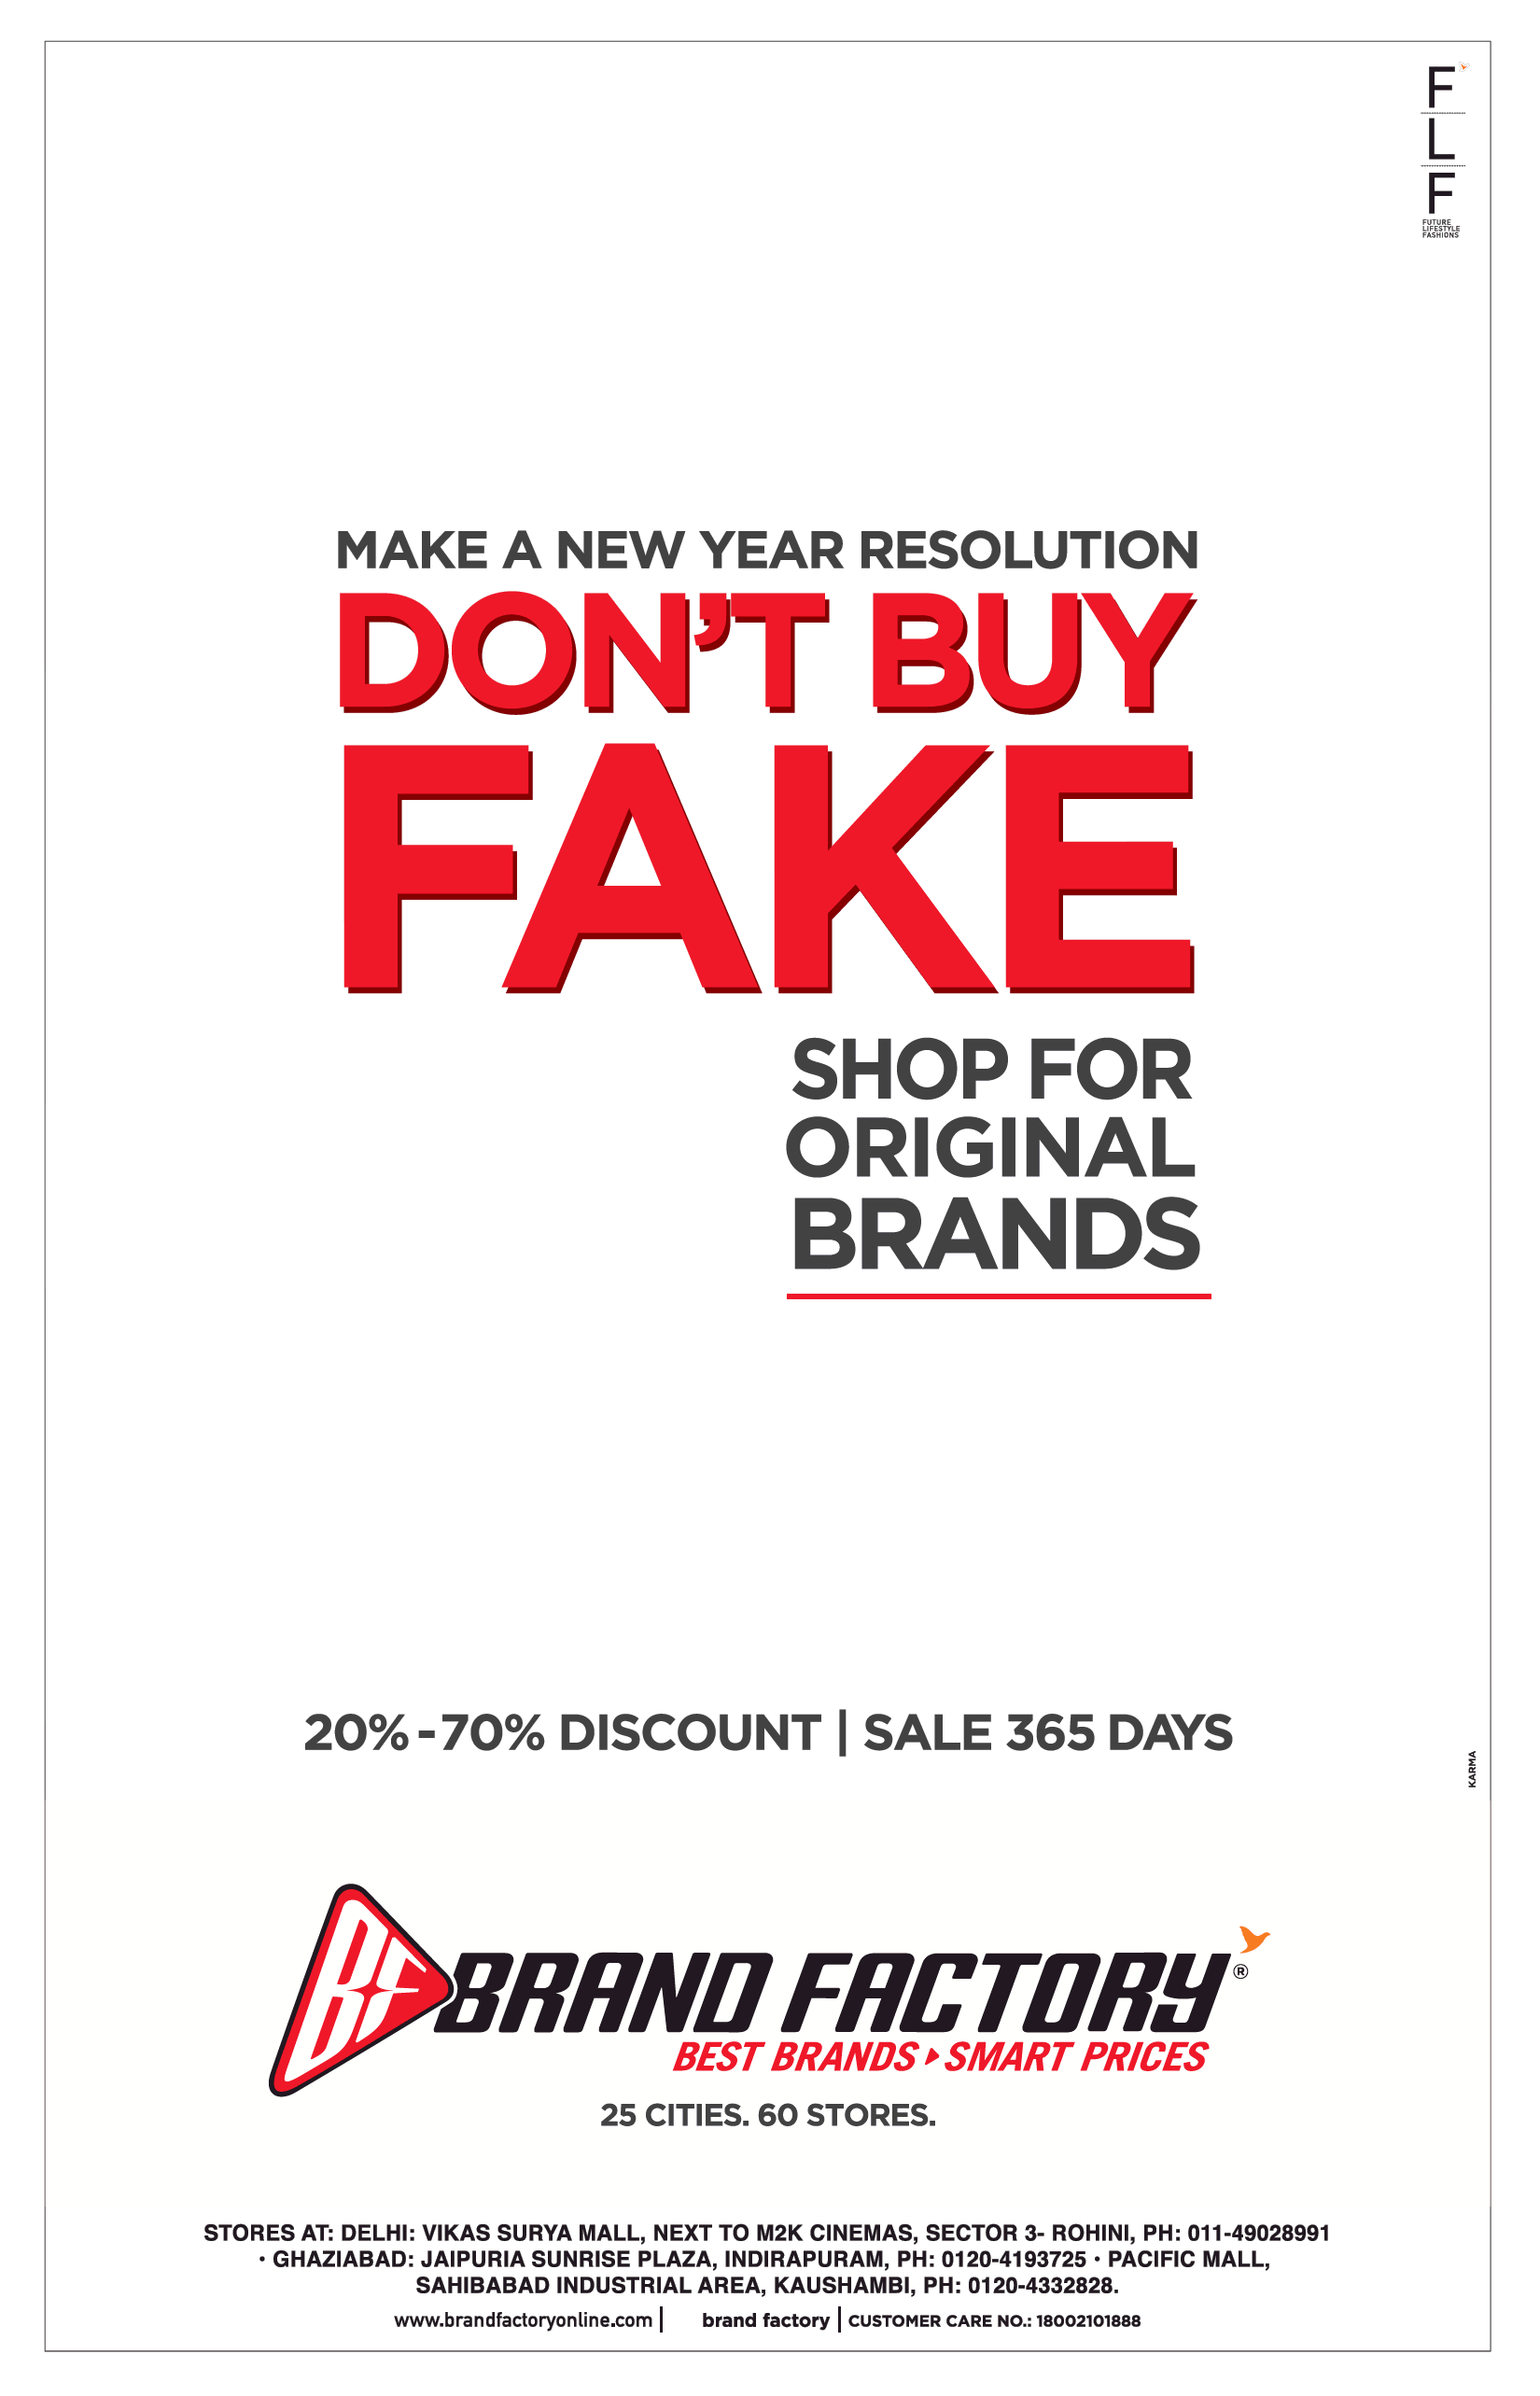 F
L
F
FUTURE
LIFESTYLE
FASHIONS
MAKE A NEW YEAR RESOLUTION
DON'T BUY
FAKE
SHOP FOR
ORIGINAL
BRANDS
20%-70% DISCOUNT | SALE 365 DAYS
KARMA
BF BRAND FACTORY ®
BEST BRANDS ▸ SMART PRICES
25 CITIES. 60 STORES.
STORES AT: DELHI: VIKAS SURYA MALL, NEXT TO M2K CINEMAS, SECTOR 3- ROHINI, PH: 011-49028991
• GHAZIABAD: JAIPURIA SUNRISE PLAZA, INDIRAPURAM, PH: 0120-4193725 • PACIFIC MALL,
SAHIBABAD INDUSTRIAL AREA, KAUSHAMBI, PH: 0120-4332828.
www.brandfactoryonline.com | brand factory | CUSTOMER CARE NO.: 18002101888